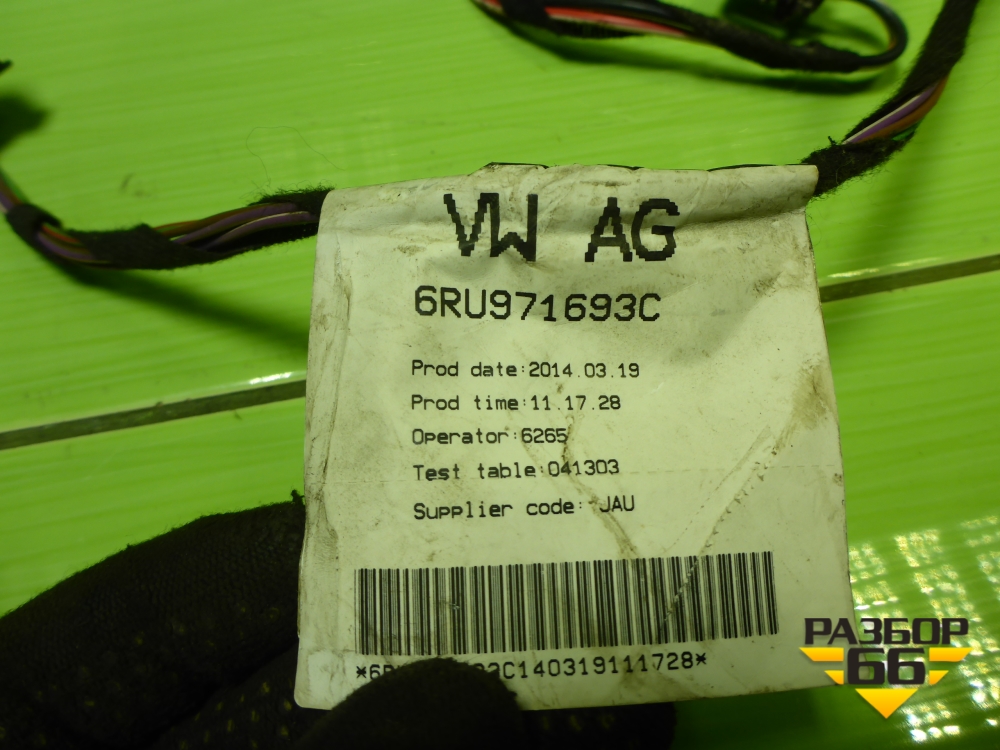 VW AG
6RU971693C
Prod date:2014.03.19
Prod time:11.17.28
Operator:6265
Test table:041303
Supplier code: JAU
РАЗБОР
66